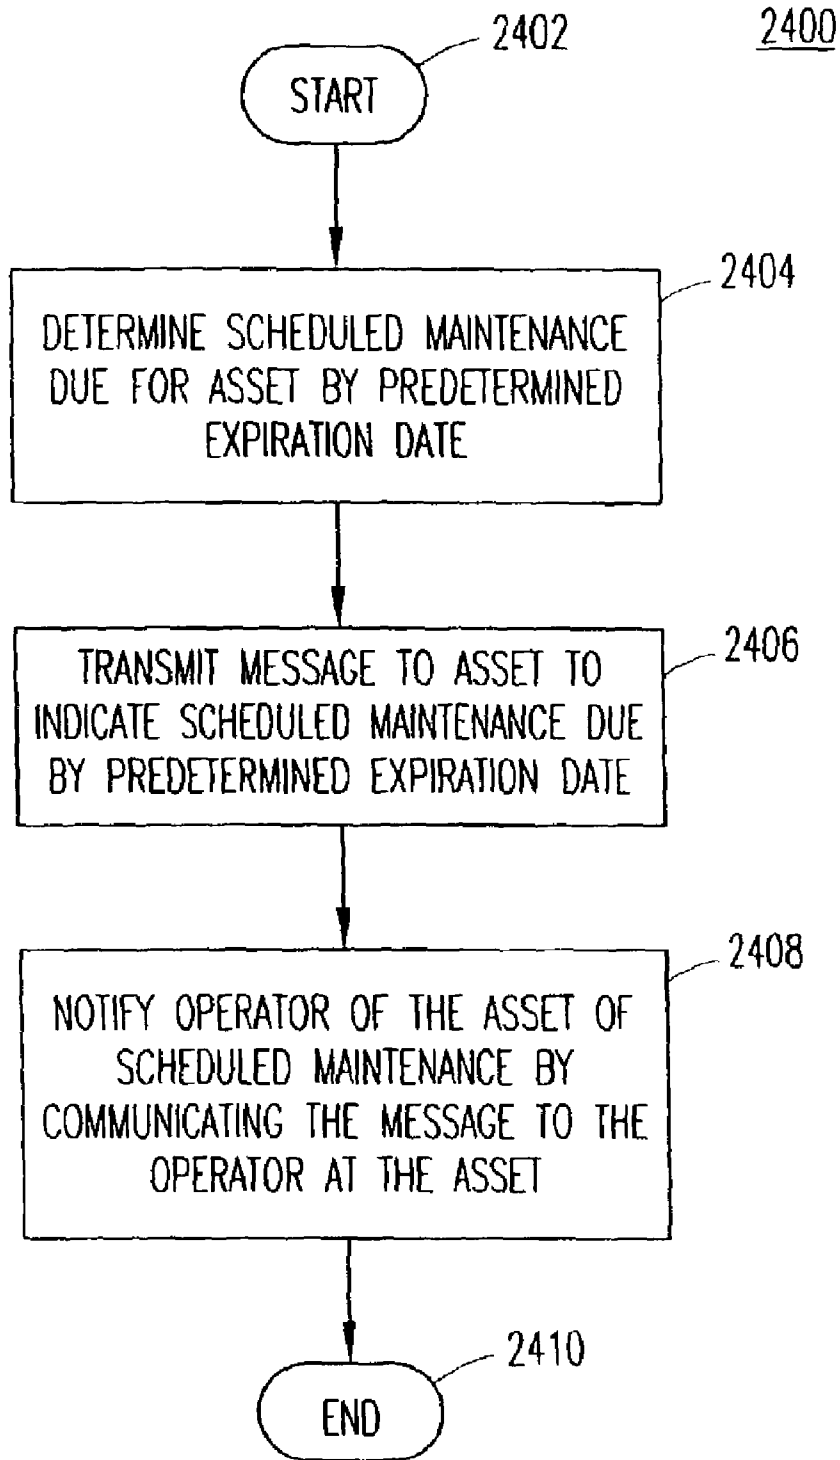 2400
2402
START
2404
DETERMINE SCHEDULED MAINTENANCE
DUE FOR ASSET BY PREDETERMINED
EXPIRATION DATE
2406
TRANSMIT MESSAGE TO ASSET TO
INDICATE SCHEDULED MAINTENANCE DUE
BY PREDETERMINED EXPIRATION DATE
2408
NOTIFY OPERATOR OF THE ASSET OF
SCHEDULED MAINTENANCE BY
COMMUNICATING THE MESSAGE TO THE
OPERATOR AT THE ASSET
2410
END